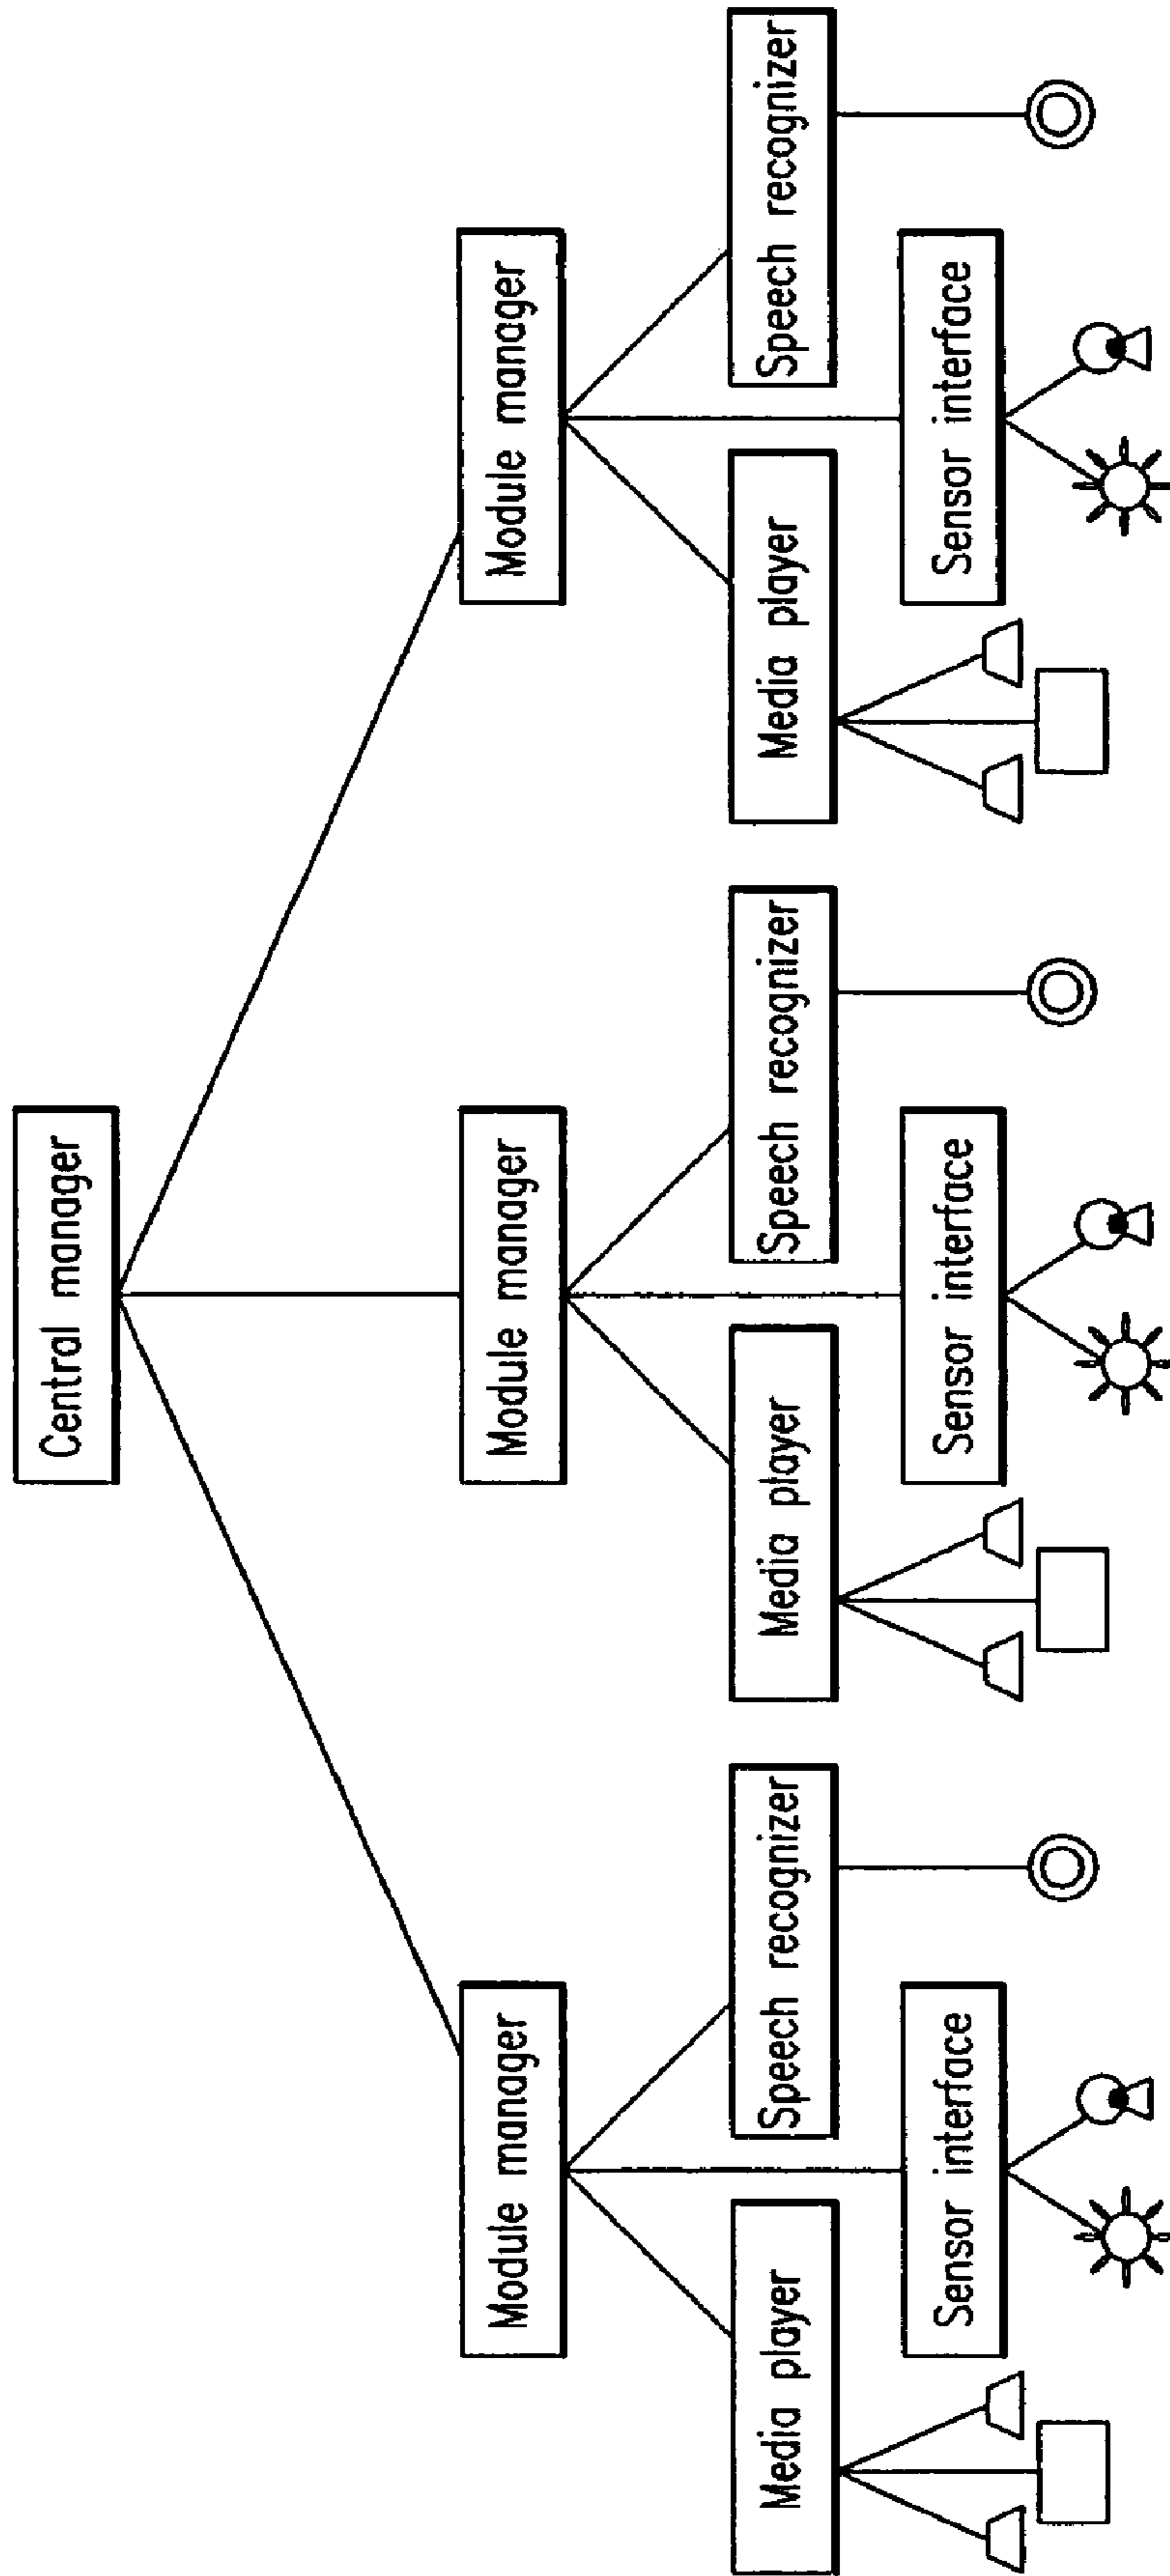 Central manager
Module manager
Module manager
Module manager
Media player
Speech recognizer
Media player
Speech recognizer
Media player
Speech recognizer
Sensor interface
Sensor interface
Sensor interface